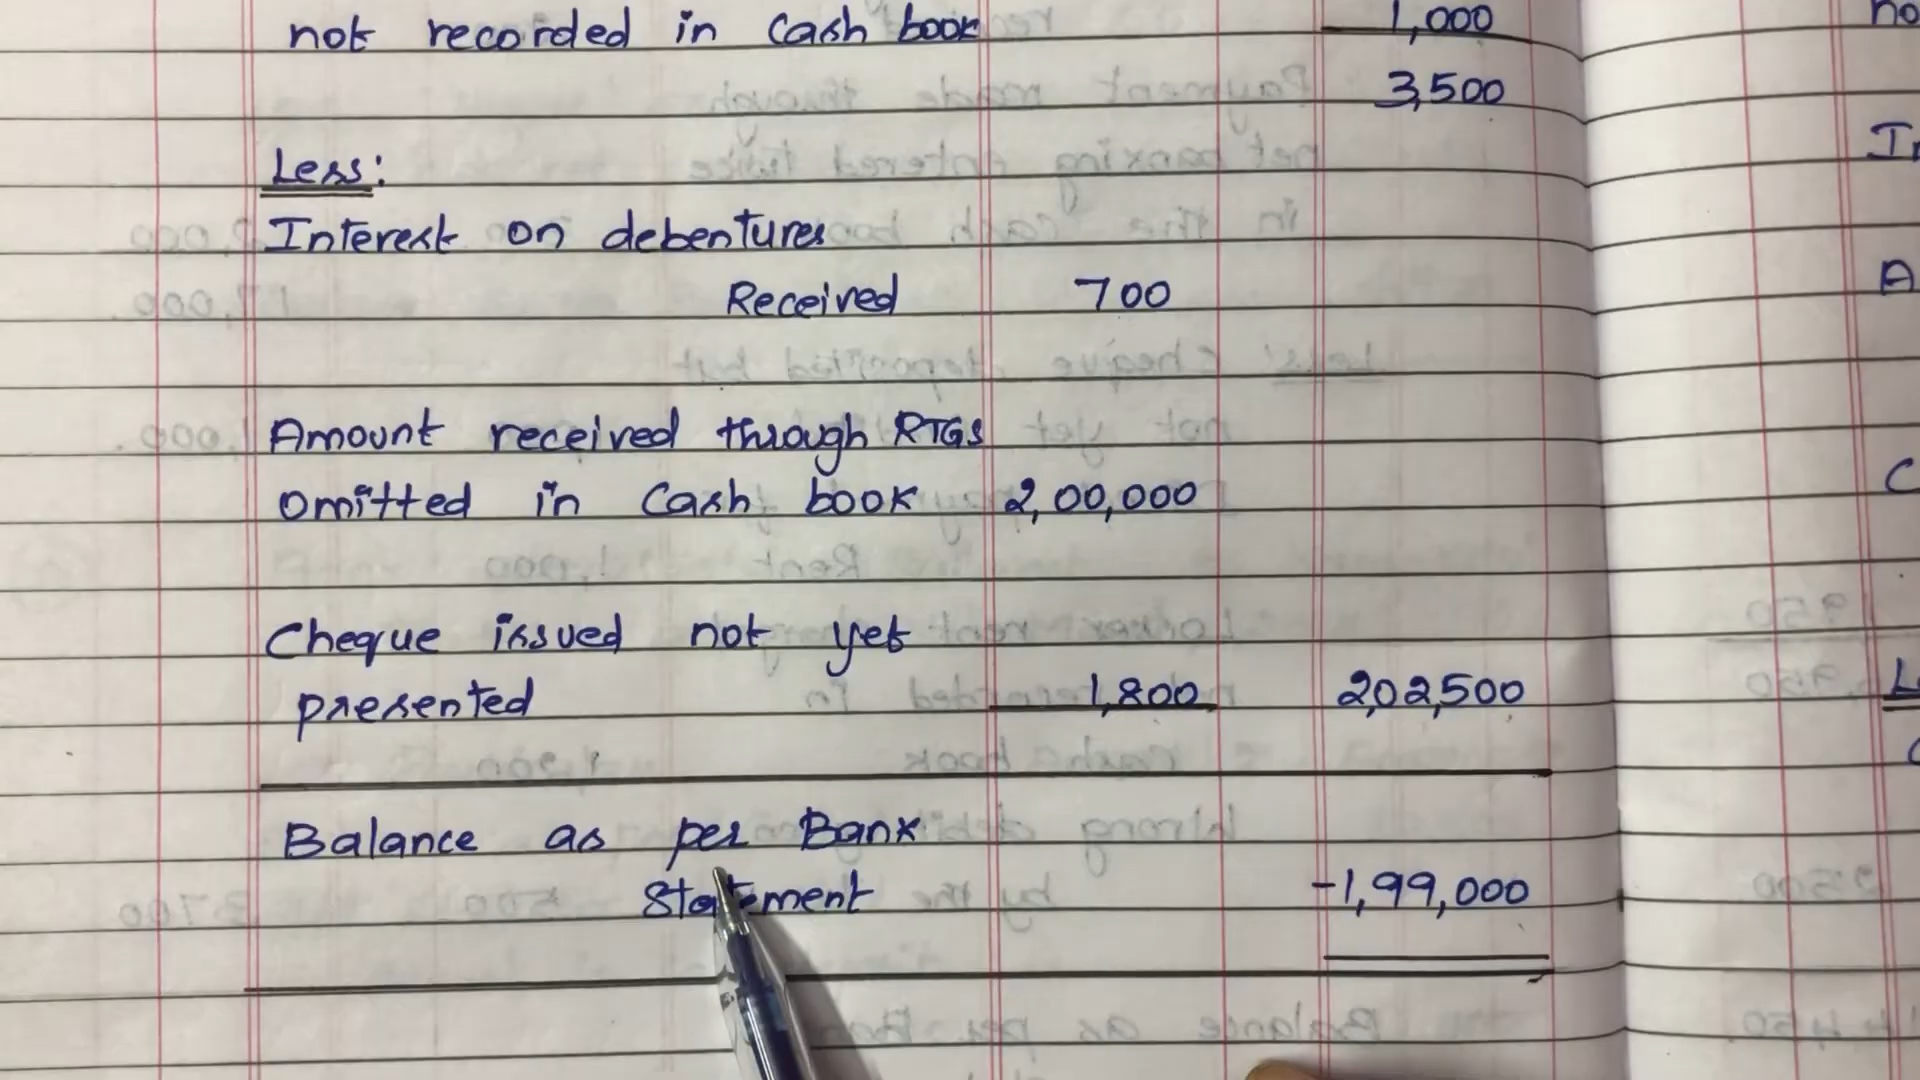 not recorded in cash book 1,000
3,500
Less:
Interest on debentures
Received 700
Amount received through RTGS
omitted in cash book 2,00,000
Cheque issued not yet
presented 1,800 2,02,500
Balance as per Bank
Statement -1,99,000